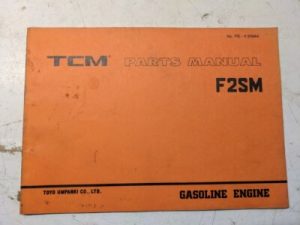 TCM PARTS MANUAL
F2SM
TOYO UMPANKI CO., LTD. GASOLINE ENGINE